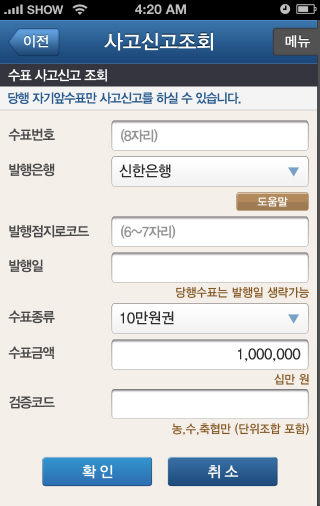 SHOW 4:20 AM
이전 사고신고조회 메뉴
수표 사고신고 조회
당행 자기앞수표만 사고신고를 하실 수 있습니다.
수표번호 (8자리)
발행은행 신한은행
도움말
발행점지로코드 (6~7자리)
발행일
당행수표는 발행일 생략가능
수표종류 10만원권
수표금액 1,000,000
십만 원
검증코드
농,수,축협만 (단위조합 포함)
확인 취소